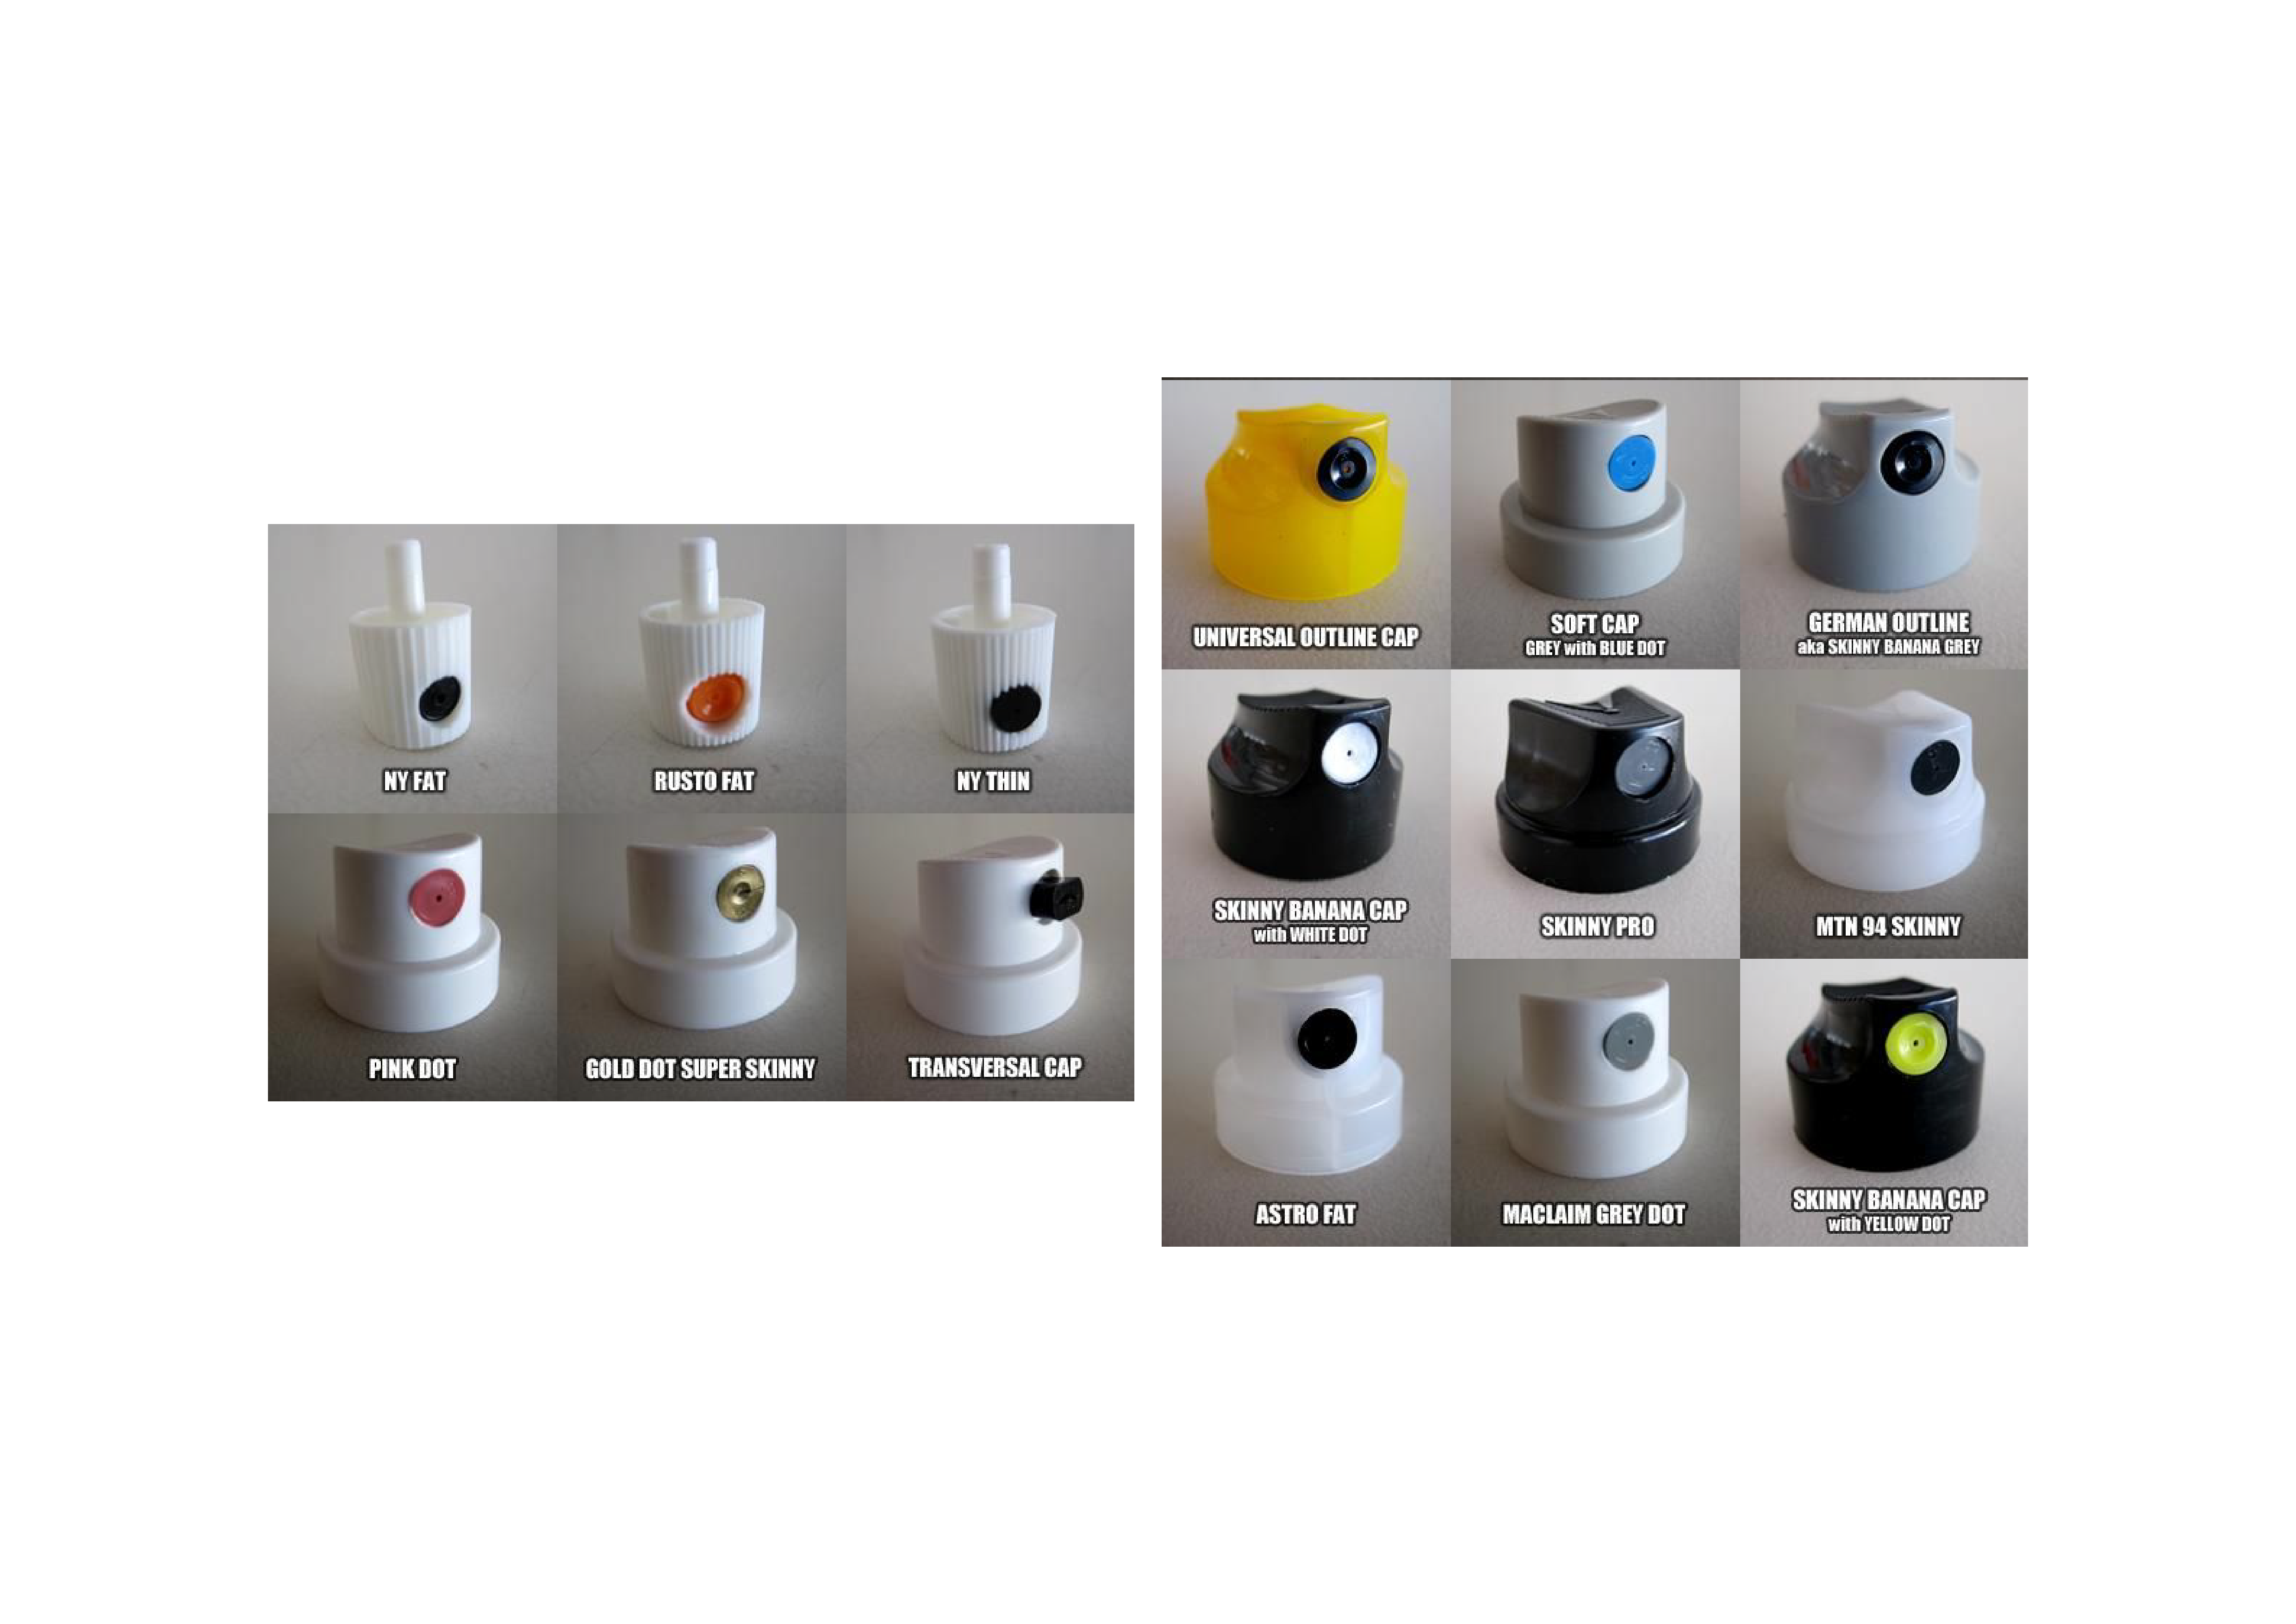 NY FAT
RUSTO FAT
NY THIN
PINK DOT
GOLD DOT SUPER SKINNY
TRANSVERSAL CAP
UNIVERSAL OUTLINE CAP
SOFT CAP
GREY with BLUE DOT
GERMAN OUTLINE
aka SKINNY BANANA GREY
SKINNY BANANA CAP
with WHITE DOT
SKINNY PRO
MTN 94 SKINNY
ASTRO FAT
MACLAIM GREY DOT
SKINNY BANANA CAP
with YELLOW DOT